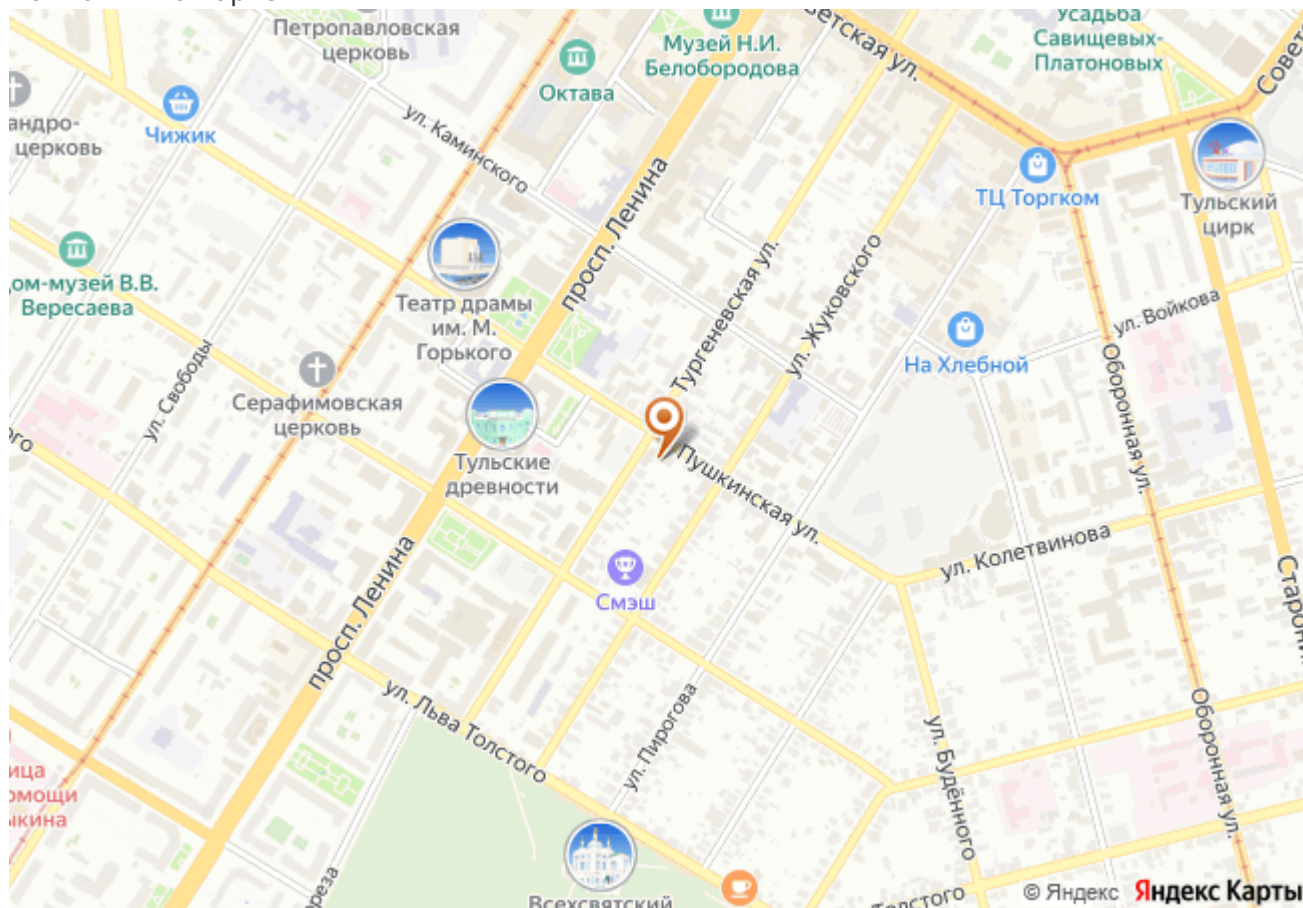 Петропавловская
церковь
Октава
Музей Н.И.
Белобородова
Усадьба
Савищевых-
Платоновых
Чижик
церковь
ул. Каминского
просп. Ленина
ТЦ Торгком
Тульский
цирк
Вересаева
Театр драмы
им. М.
Горького
Тургеневская ул.
ул. Жуковского
ул. Войкова
На Хлебной
Оборонная ул.
ул. Свободы
Серафимовская
церковь
Тульские
древности
Пушкинская ул.
ул. Колетвинова
Смэш
просп. Ленина
ул. Льва Толстого
ул. Пирогова
ул. Будённого
Оборонная ул.
Всехсвятский
© Яндекс Яндекс Карты